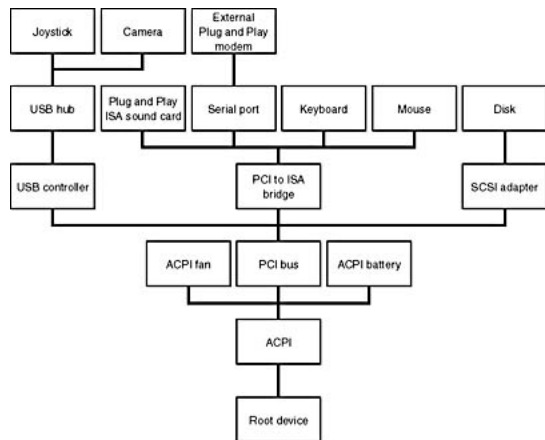 Joystick
Camera
External
Plug and Play
modem
USB hub
Plug and Play
ISA sound card
Serial port
Keyboard
Mouse
Disk
USB controller
PCI to ISA
bridge
SCSI adapter
ACPI fan
PCI bus
ACPI battery
ACPI
Root device